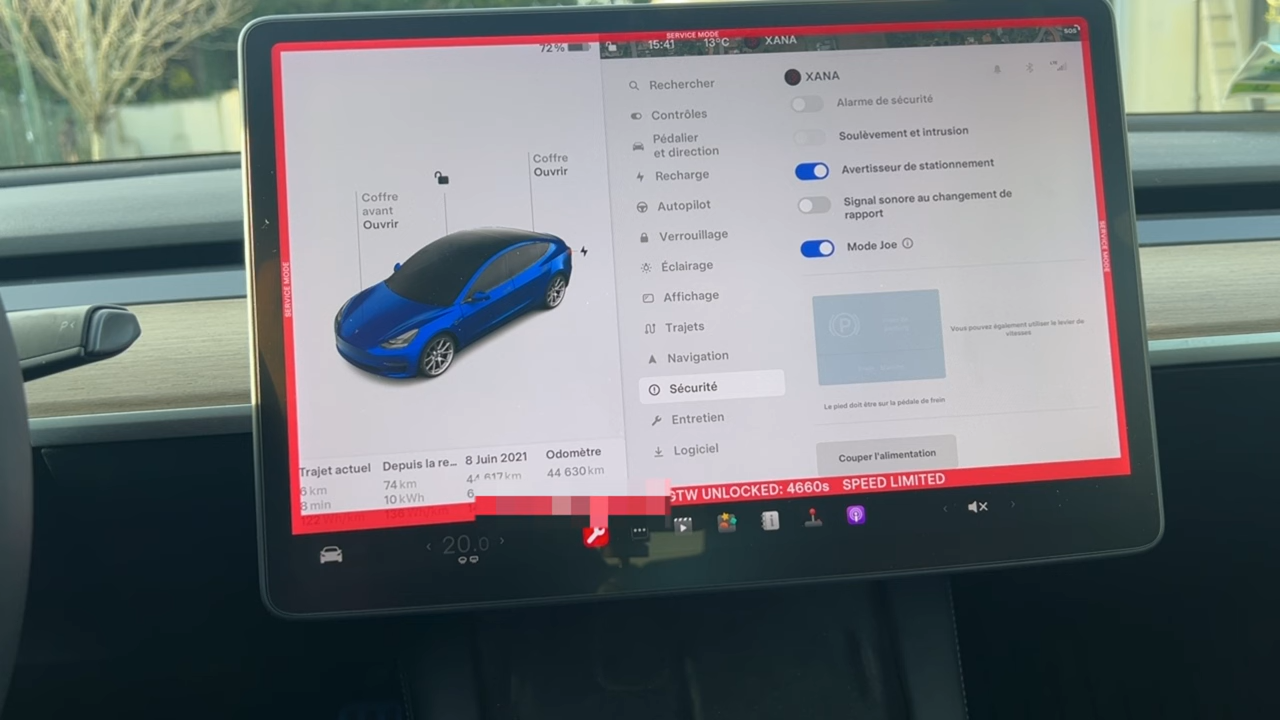 SERVICE MODE
72 %
15:41
13°C
XANA
SOS
Rechercher
Contrôles
Pédalier
et direction
Recharge
Autopilot
Verrouillage
Éclairage
Affichage
Trajets
Navigation
Sécurité
Entretien
Logiciel
XANA
LTE
Alarme de sécurité
Soulèvement et intrusion
Avertisseur de stationnement
Signal sonore au changement de
rapport
Mode Joe
P
Vous pouvez également utiliser le levier de
vitesses
Le pied doit être sur la pédale de frein
Couper l'alimentation
Coffre
Ouvrir
Coffre
avant
Ouvrir
SERVICE MODE
SERVICE MODE
Trajet actuel
6 km
8 min
122 Wh/km
Depuis la re...
74 km
10 kWh
136 Wh/km
8 Juin 2021
44 617 km
6
Odomètre
44 630 km
GTW UNLOCKED: 4660s SPEED LIMITED
20.0
P